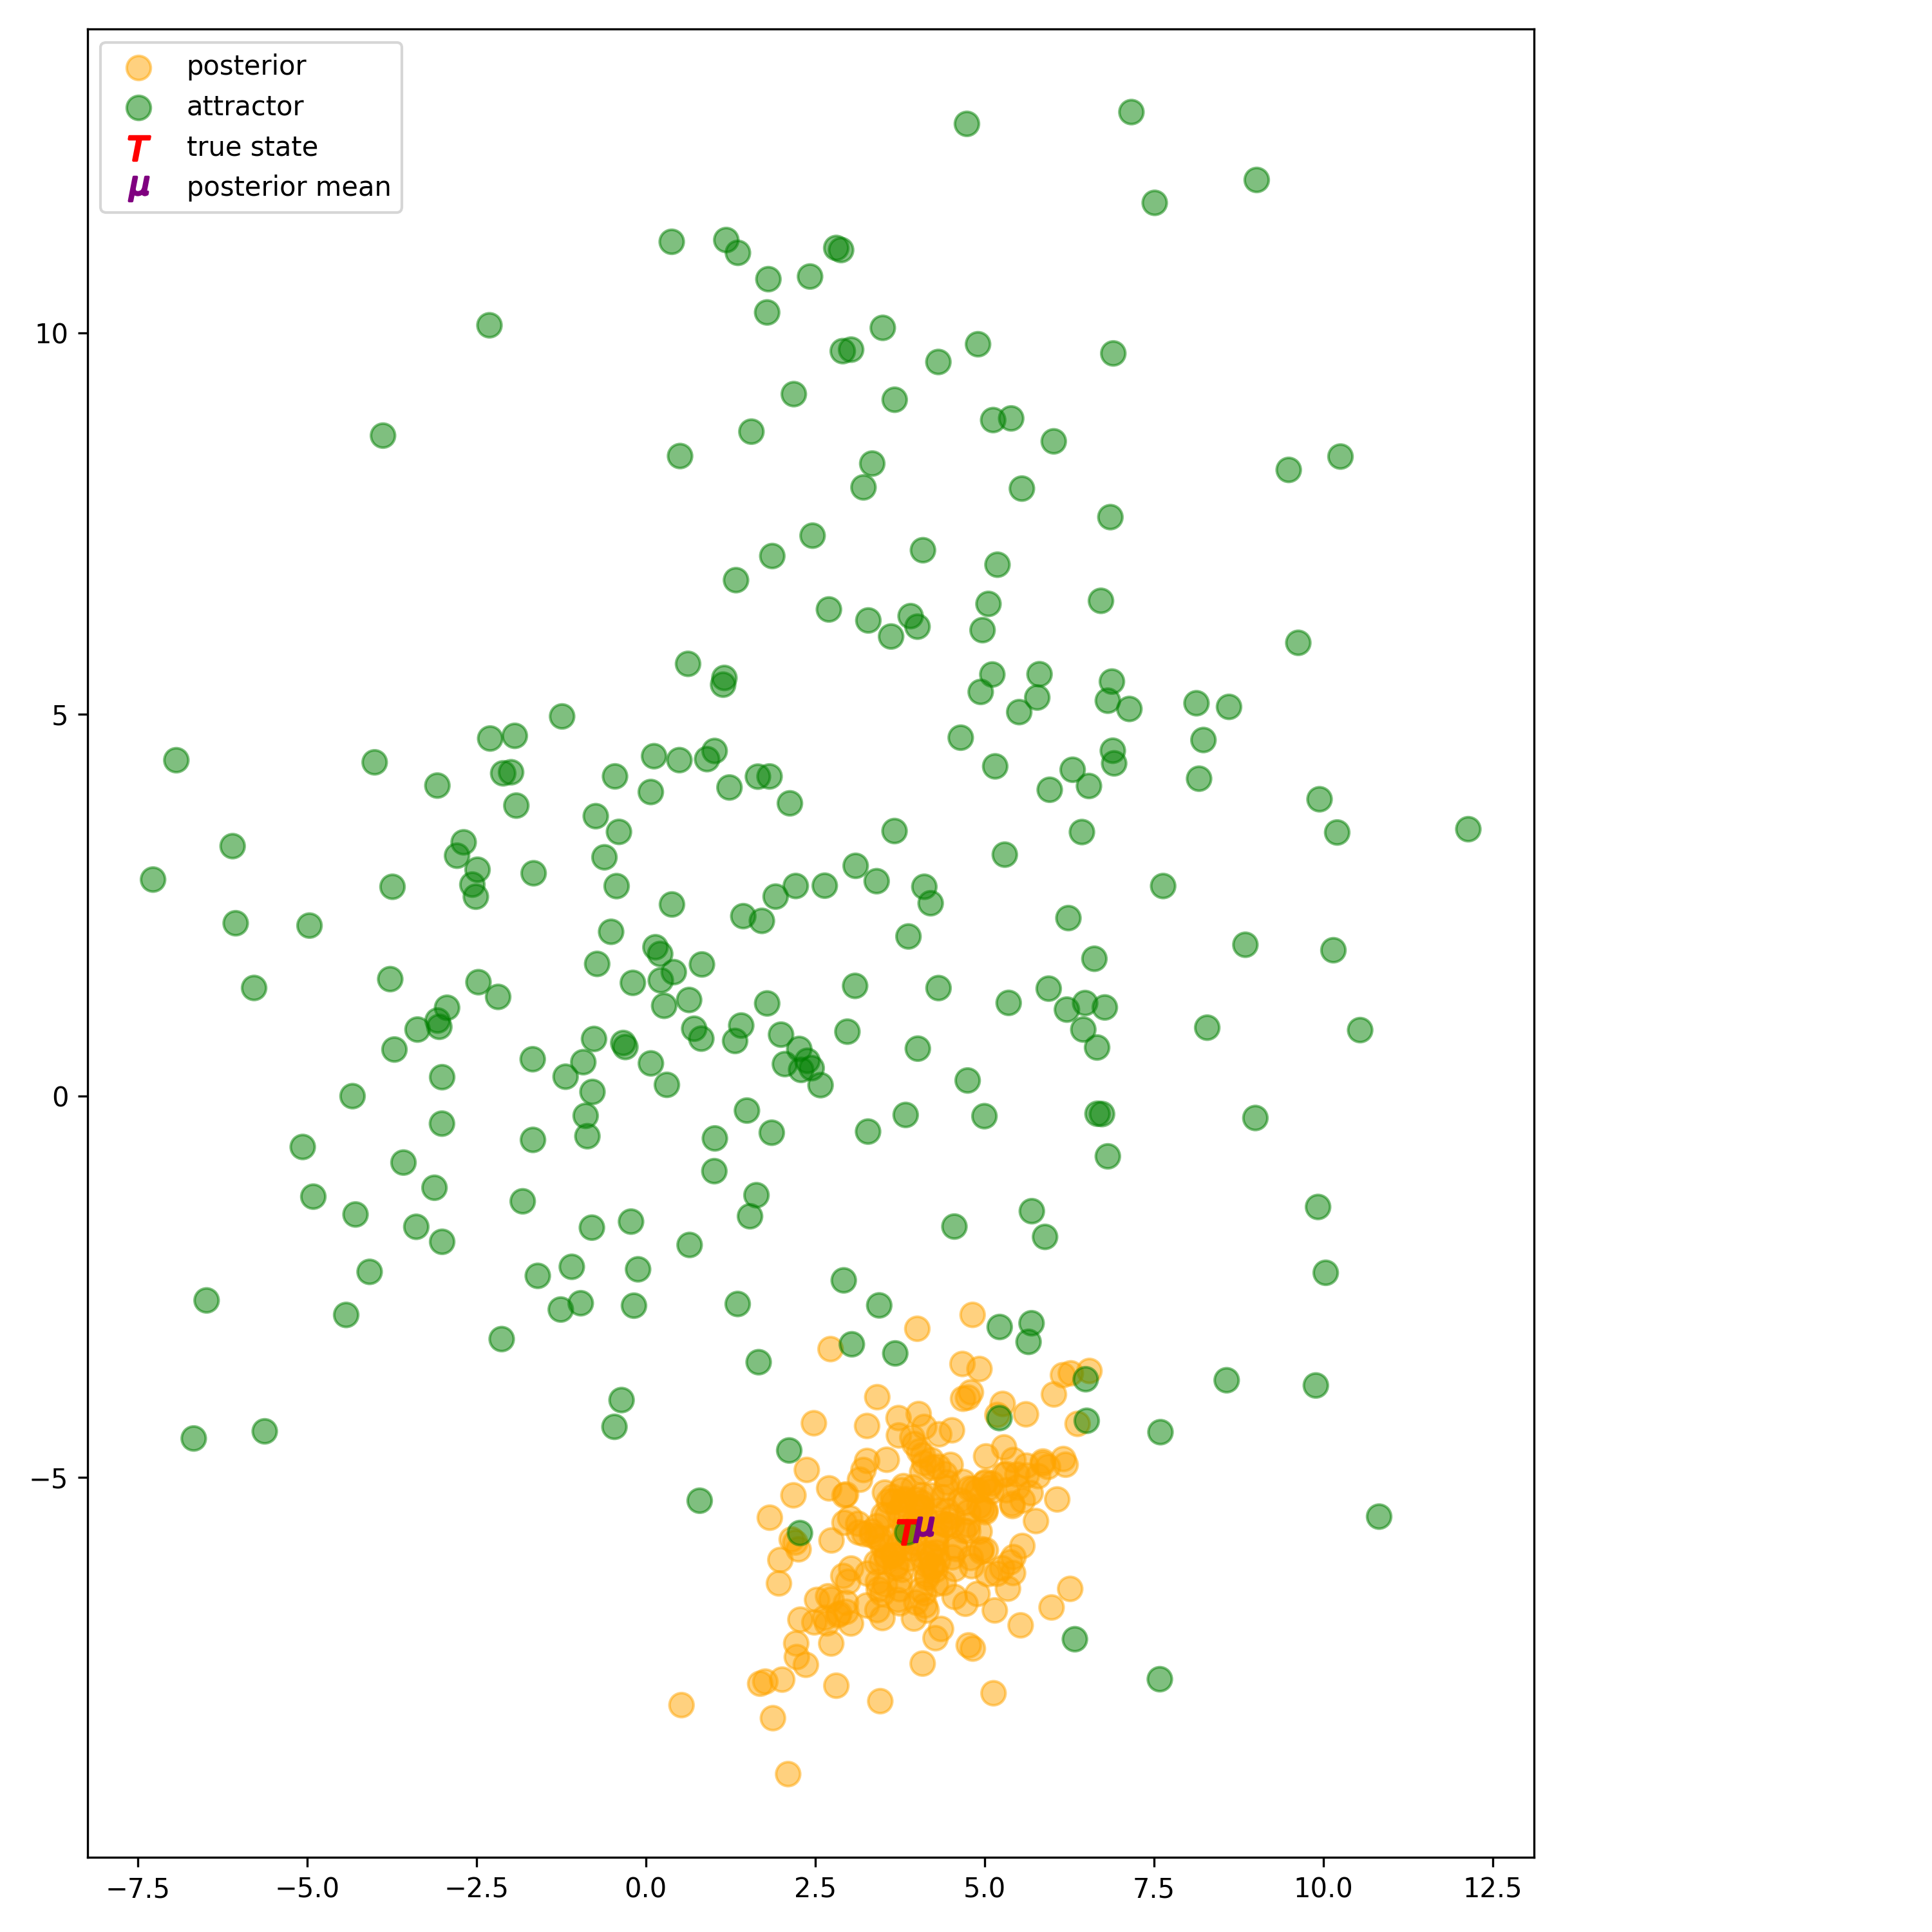 posterior
attractor
T true state
μ posterior mean
10
5
0
−5
T μ
−7.5 −5.0 −2.5 0.0 2.5 5.0 7.5 10.0 12.5